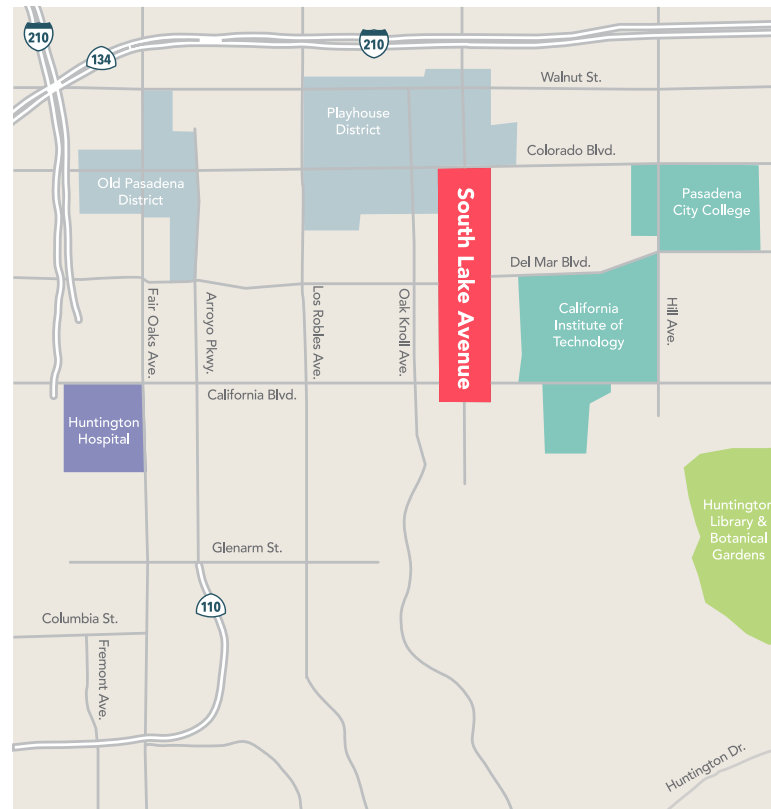 210
134
210
Walnut St.
Playhouse
District
Colorado Blvd.
Old Pasadena
District
South Lake Avenue
Pasadena
City College
Del Mar Blvd.
Fair Oaks Ave.
Arroyo Pkwy.
Los Robles Ave.
Oak Knoll Ave.
California
Institute of
Technology
Hill Ave.
California Blvd.
Huntington
Hospital
Huntington
Library &
Botanical
Gardens
Glenarm St.
110
Columbia St.
Fremont Ave.
Huntington Dr.